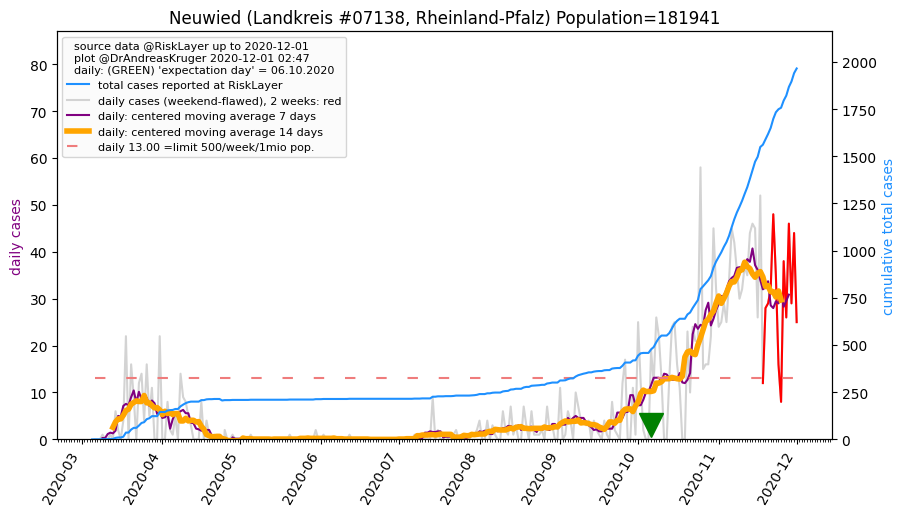 Neuwied (Landkreis #07138, Rheinland-Pfalz) Population=181941
source data @RiskLayer up to 2020-12-01
plot @DrAndreasKruger 2020-12-01 02:47
daily: (GREEN) 'expectation day' = 06.10.2020
total cases reported at RiskLayer
daily cases (weekend-flawed), 2 weeks: red
daily: centered moving average 7 days
daily: centered moving average 14 days
daily 13.00 =limit 500/week/1mio pop.
daily cases
80
70
60
50
40
30
20
10
0
2000
1750
1500
1250
1000
750
500
250
0
cumulative total cases
2020-03
2020-04
2020-05
2020-06
2020-07
2020-08
2020-09
2020-10
2020-11
2020-12